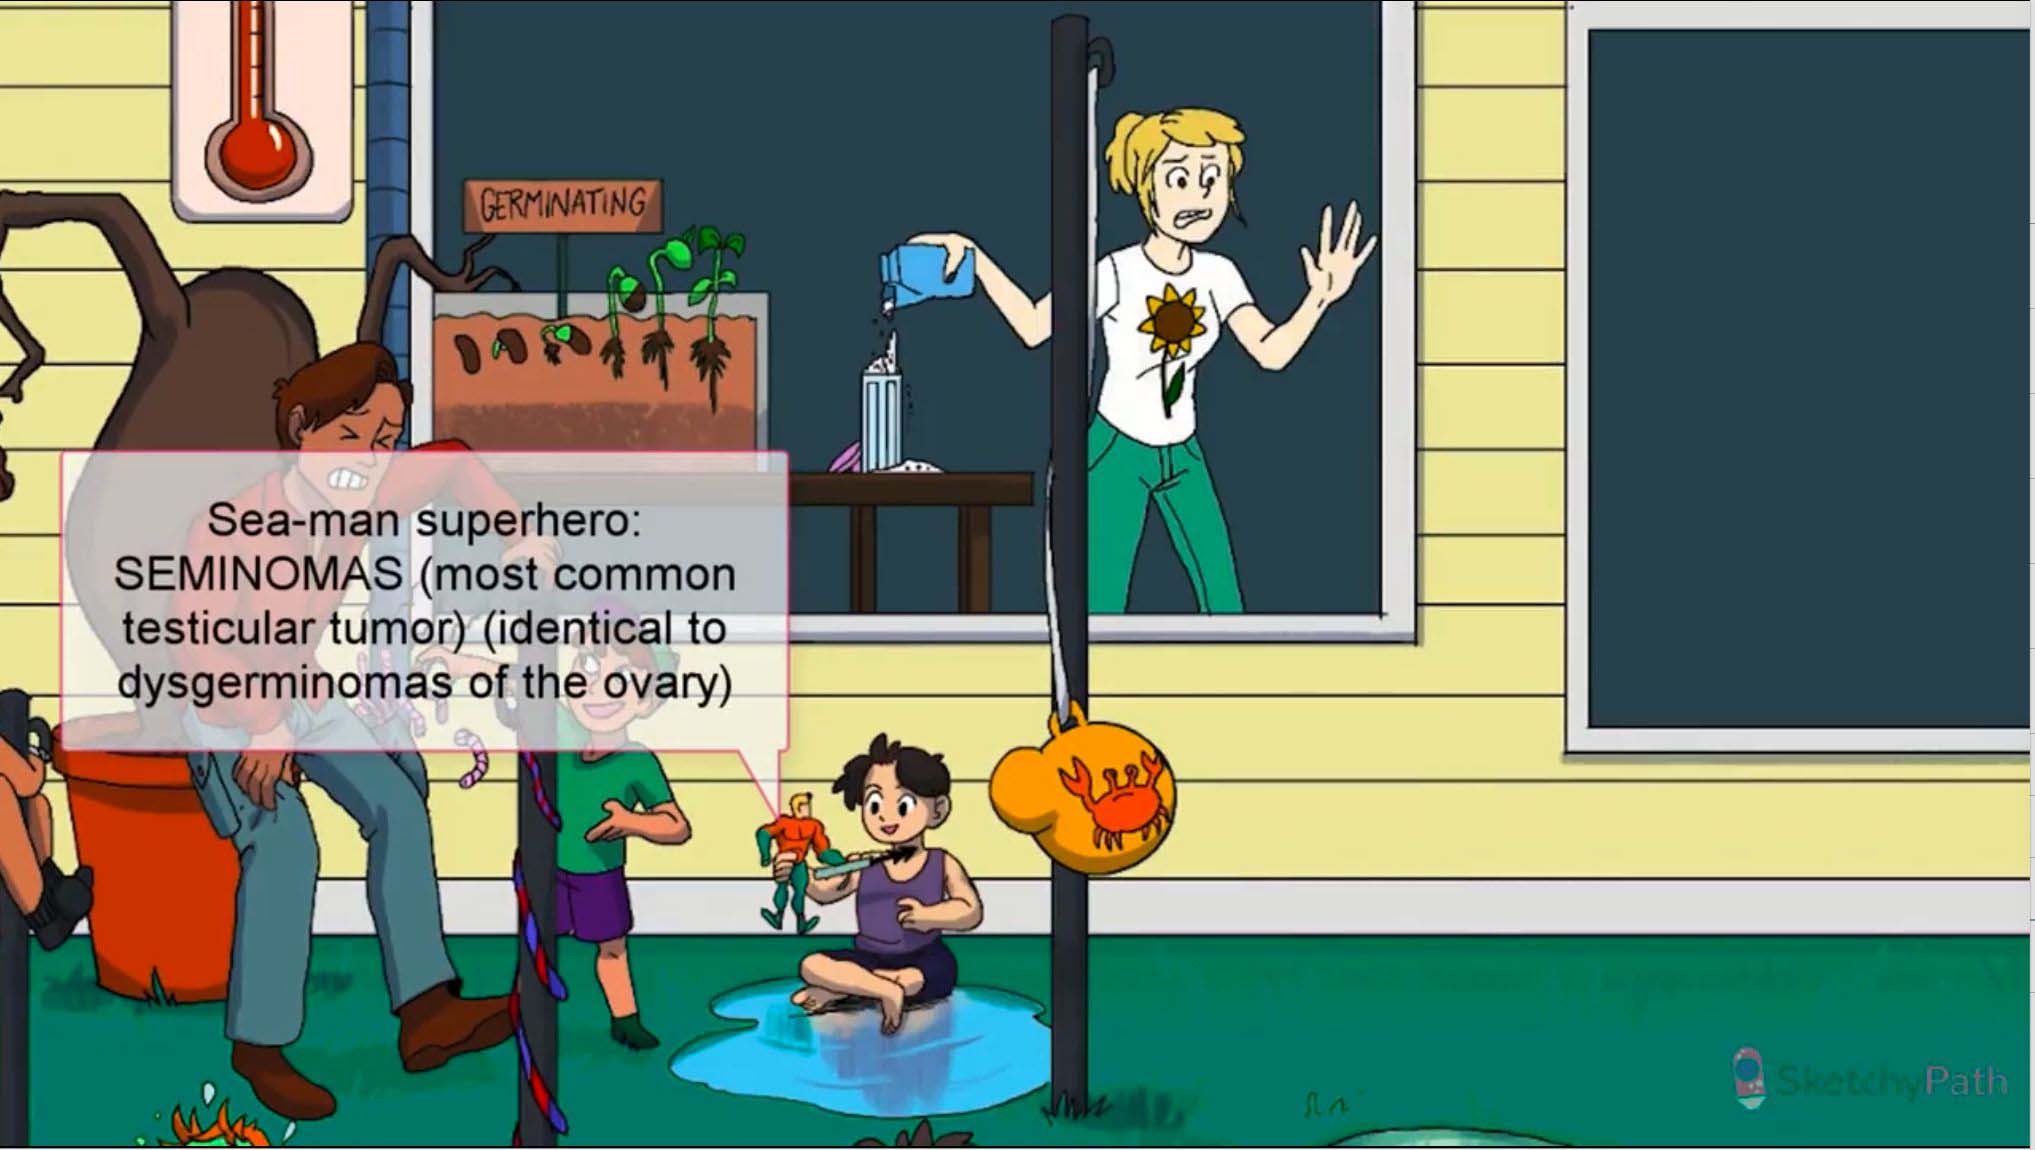 GERMINATING
Sea-man superhero:
SEMINOMAS (most common
testicular tumor) (identical to
dysgerminomas of the ovary)
SketchyPath